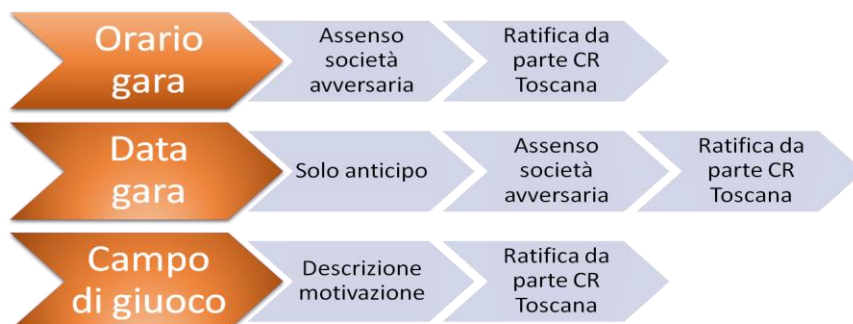 Orario
gara
Assenso
società
avversaria
Ratifica da
parte CR
Toscana
Data
gara
Solo anticipo
Assenso
società
avversaria
Ratifica da
parte CR
Toscana
Campo
di giuoco
Descrizione
motivazione
Ratifica da
parte CR
Toscana